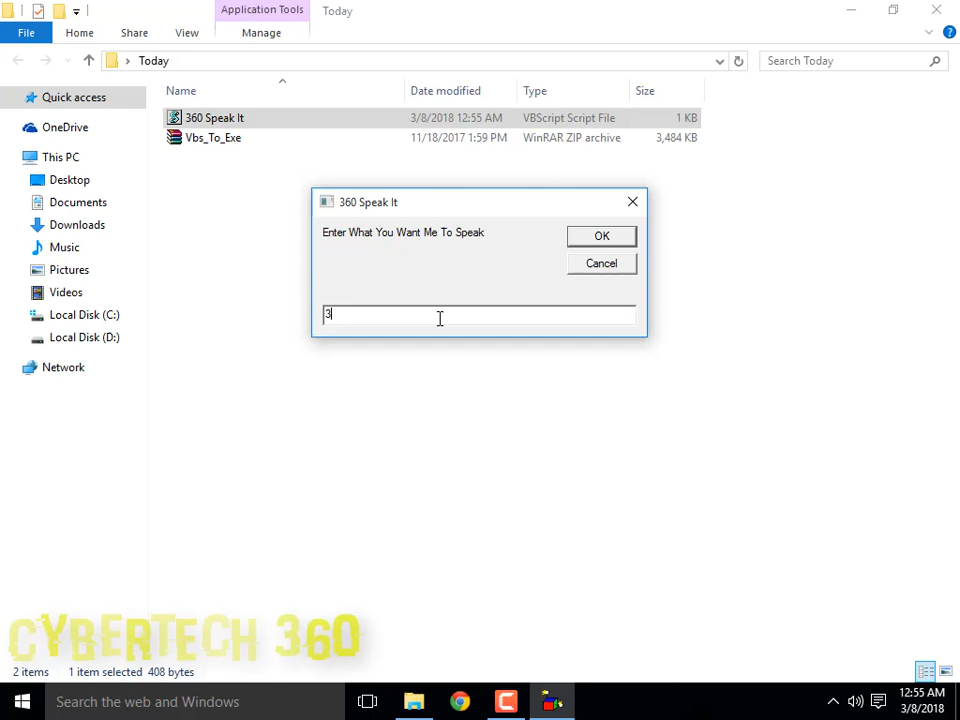 Application Tools
Today
File
Home
Share
View
Manage
Today
Search Today
Quick access
OneDrive
This PC
Desktop
Documents
Downloads
Music
Pictures
Videos
Local Disk (C:)
Local Disk (D:)
Network
Name
Date modified
Type
Size
360 Speak It
3/8/2018 12:55 AM
VBScript Script File
1 KB
Vbs_To_Exe
11/18/2017 1:59 PM
WinRAR ZIP archive
3,484 KB
360 Speak It
Enter What You Want Me To Speak
OK
Cancel
3
CYBERTECH 360
2 items
1 item selected 408 bytes
Search the web and Windows
12:55 AM
3/8/2018